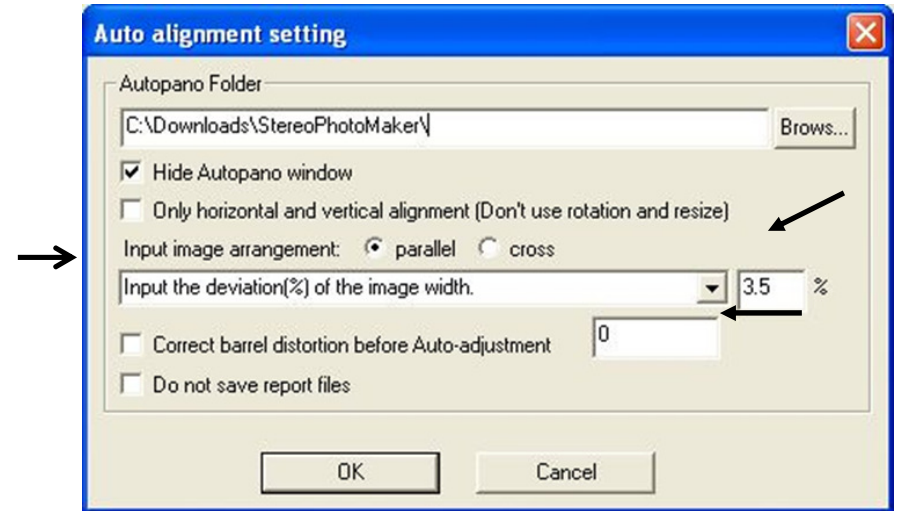 Auto alignment setting
Autopano Folder
C:\Downloads\StereoPhotoMaker\
Brows...
Hide Autopano window
Only horizontal and vertical alignment (Don't use rotation and resize)
Input image arrangement: parallel cross
Input the deviation(%) of the image width. 3.5 %
Correct barrel distortion before Auto-adjustment 0
Do not save report files
OK Cancel